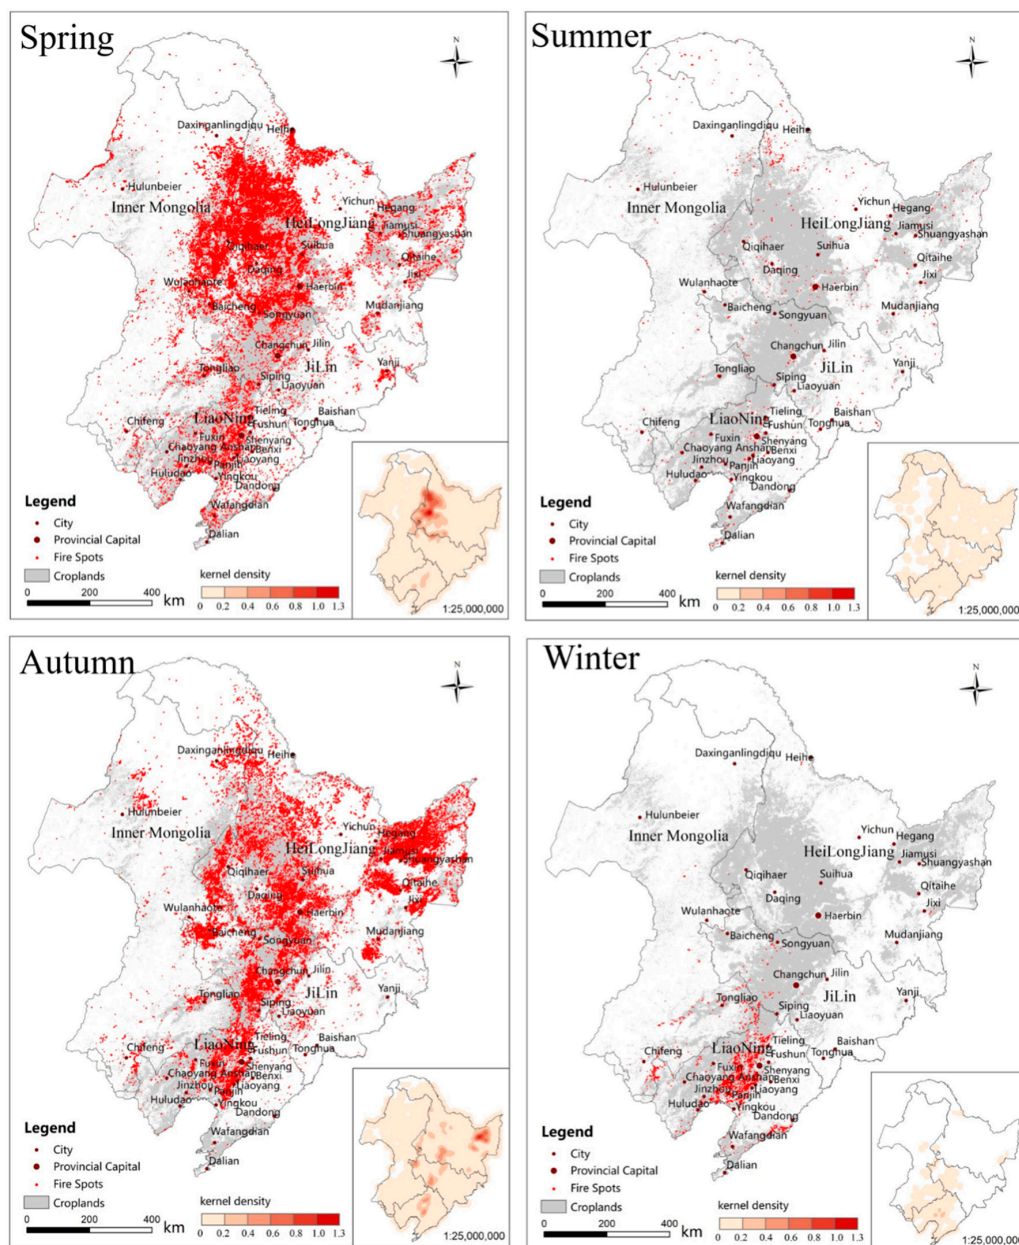 Spring
N
Daxinganlingdiqu
Heihe
Hulunbeier
Inner Mongolia
Yichun
Hegang
HeiLongJiang
Jiamusi
Shuangyashan
Qiqihaer
Suihua
Qitaihe
Daqing
Jixi
Wulanhaote
Haerbin
Baicheng
Songyuan
Mudanjiang
Changchun
Jilin
Tongliao
JiLin
Yanji
Siping
Liaoyuan
LiaoNing
Tieling
Baishan
Chifeng
Fushun
Tonghua
Fuxin
Shenyang
Chaoyang
Anshan
Benxi
Jinzhou
Liaoyang
Panjin
Huludao
Yingkou
Dandong
Wafangdian
Dalian
Legend
City
Provincial Capital
Fire Spots
Croplands
kernel density
0 200 400 km
0 0.2 0.4 0.6 0.8 1.0 1.3
1:25,000,000
Summer
N
Daxinganlingdiqu
Heihe
Hulunbeier
Inner Mongolia
Yichun
Hegang
HeiLongJiang
Jiamusi
Shuangyashan
Qiqihaer
Suihua
Qitaihe
Daqing
Jixi
Wulanhaote
Haerbin
Baicheng
Songyuan
Mudanjiang
Changchun
Jilin
Tongliao
JiLin
Yanji
Siping
Liaoyuan
LiaoNing
Tieling
Baishan
Chifeng
Fushun
Tonghua
Fuxin
Shenyang
Chaoyang
Anshan
Benxi
Jinzhou
Liaoyang
Panjin
Huludao
Yingkou
Dandong
Wafangdian
Dalian
Legend
City
Provincial Capital
Fire Spots
Croplands
kernel density
0 200 400 km
0 0.2 0.4 0.6 0.8 1.0 1.3
1:25,000,000
Autumn
N
Daxinganlingdiqu
Heihe
Hulunbeier
Inner Mongolia
Yichun
Hegang
HeiLongJiang
Jiamusi
Shuangyashan
Qiqihaer
Suihua
Qitaihe
Daqing
Jixi
Wulanhaote
Haerbin
Baicheng
Songyuan
Mudanjiang
Changchun
Jilin
Tongliao
JiLin
Yanji
Siping
Liaoyuan
LiaoNing
Tieling
Baishan
Chifeng
Fushun
Tonghua
Fuxin
Shenyang
Chaoyang
Anshan
Benxi
Jinzhou
Liaoyang
Panjin
Huludao
Yingkou
Dandong
Wafangdian
Dalian
Legend
City
Provincial Capital
Fire Spots
Croplands
kernel density
0 200 400 km
0 0.2 0.4 0.6 0.8 1.0 1.3
1:25,000,000
Winter
N
Daxinganlingdiqu
Heihe
Hulunbeier
Inner Mongolia
Yichun
Hegang
HeiLongJiang
Jiamusi
Shuangyashan
Qiqihaer
Suihua
Qitaihe
Daqing
Jixi
Wulanhaote
Haerbin
Baicheng
Songyuan
Mudanjiang
Changchun
Jilin
Tongliao
JiLin
Yanji
Siping
Liaoyuan
LiaoNing
Tieling
Baishan
Chifeng
Fushun
Tonghua
Fuxin
Shenyang
Chaoyang
Anshan
Benxi
Jinzhou
Liaoyang
Panjin
Huludao
Yingkou
Dandong
Wafangdian
Dalian
Legend
City
Provincial Capital
Fire Spots
Croplands
kernel density
0 200 400 km
0 0.2 0.4 0.6 0.8 1.0 1.3
1:25,000,000